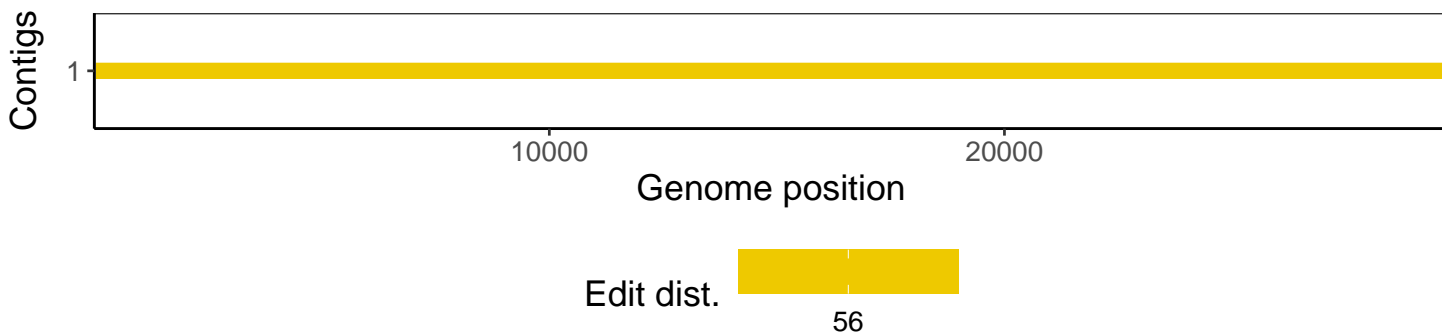 Contigs
1
10000 20000
Genome position
Edit dist.
56